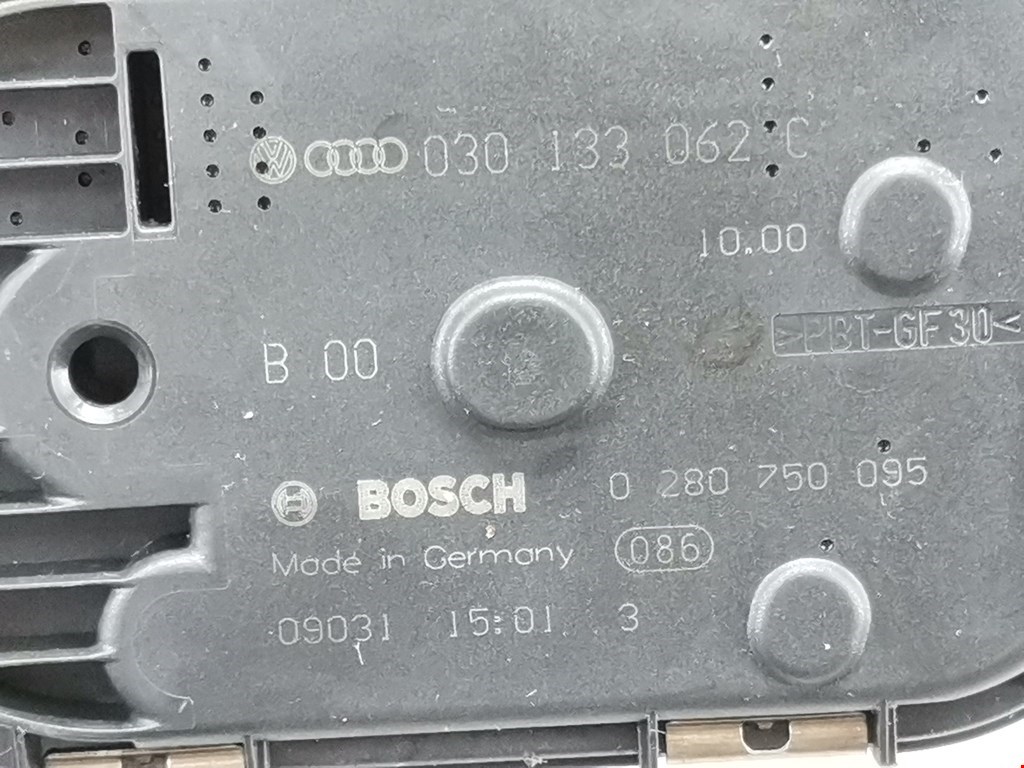 030 133 062 C
10.00
>PBT-GF30<
B 00
BOSCH 0 280 750 095
Made in Germany 086
09031 15:01 3